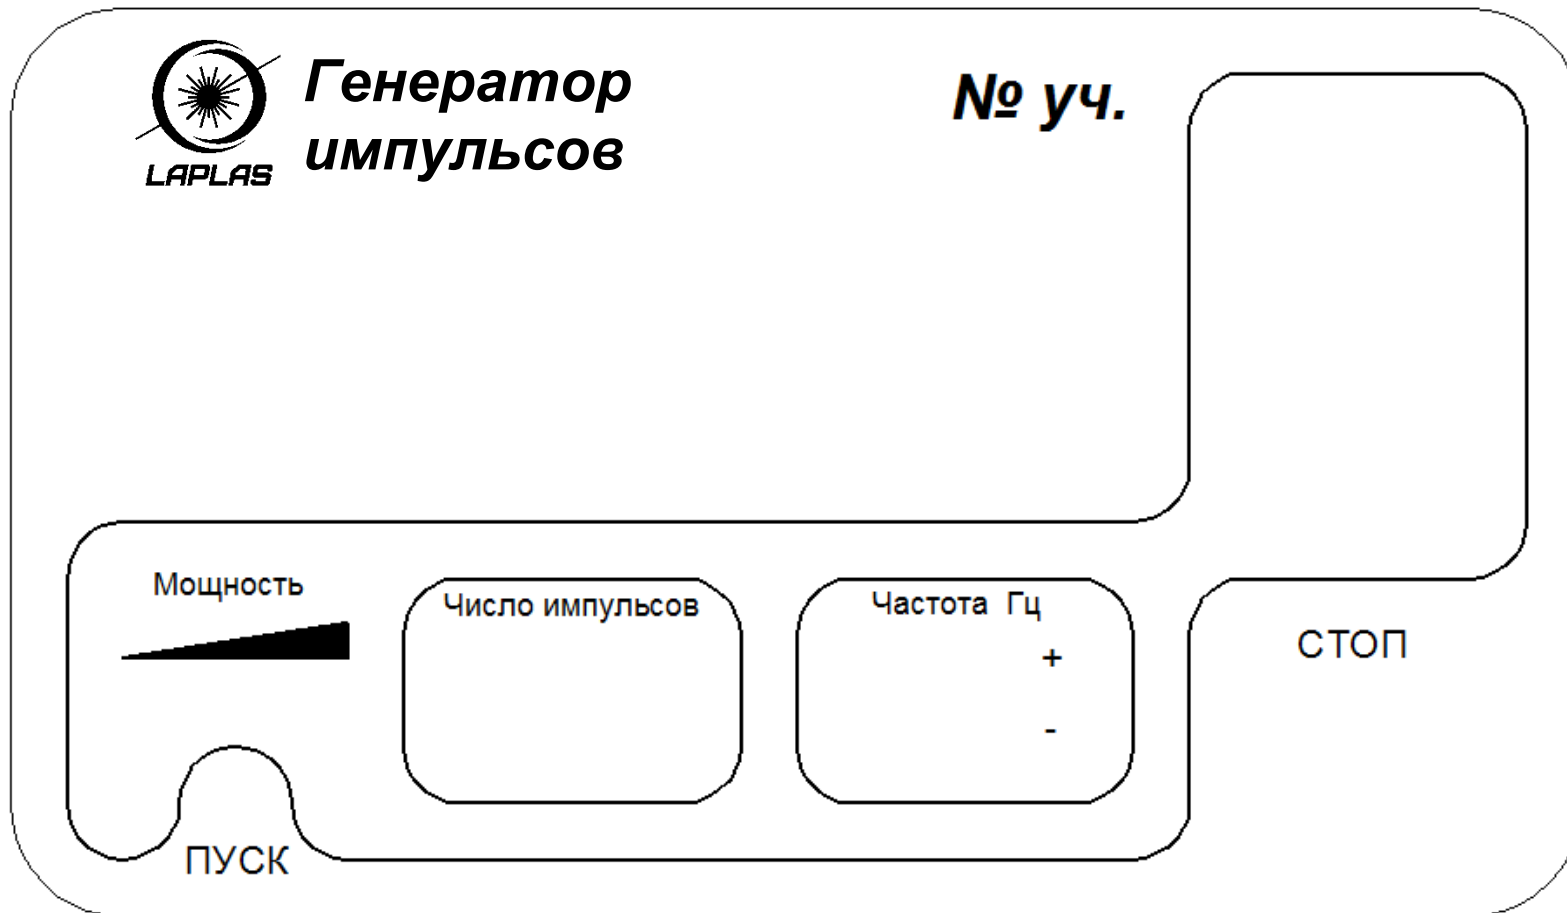 LAPLAS
Генератор
импульсов
№ уч.
Мощность
Число импульсов
Частота Гц
+
-
СТОП
ПУСК